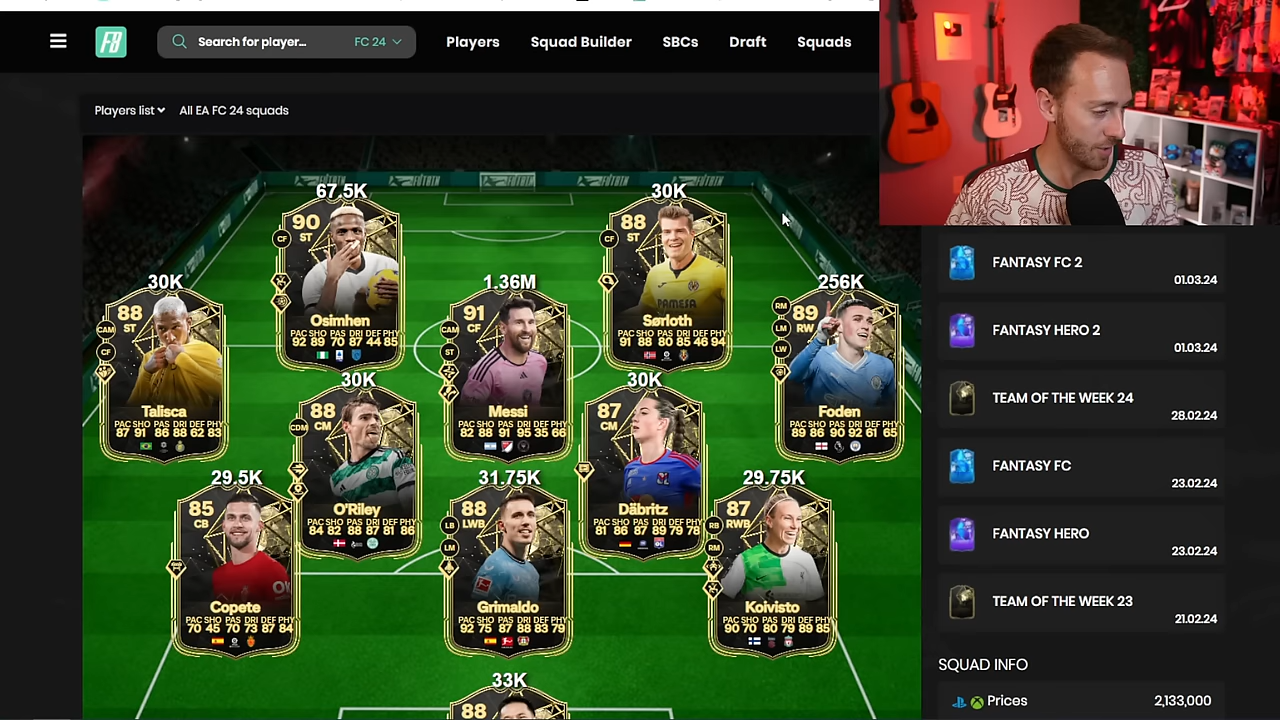 FB
Search for player...
FC 24
Players
Squad Builder
SBCs
Draft
Squads
Players list
All EA FC 24 squads
67.5K
90
ST
CF
Osimhen
PAC SHO PAS DRI DEF PHY
92 89 70 87 44 85
30K
88
ST
CF
Sørloth
PAC SHO PAS DRI DEF PHY
91 88 80 85 46 94
30K
88
ST
CAM
CF
Talisca
PAC SHO PAS DRI DEF PHY
87 91 86 88 62 83
1.36M
91
CF
CAM
ST
Messi
PAC SHO PAS DRI DEF PHY
82 88 91 95 35 66
256K
89
RW
RM
LM
LW
Foden
PAC SHO PAS DRI DEF PHY
89 86 90 92 61 65
30K
88
CM
CDM
O'Riley
PAC SHO PAS DRI DEF PHY
84 82 88 87 81 86
30K
87
CM
Däbritz
PAC SHO PAS DRI DEF PHY
81 86 87 89 79 78
29.5K
85
CB
Copete
PAC SHO PAS DRI DEF PHY
70 45 70 73 87 84
31.75K
88
LWB
LB
LM
Grimaldo
PAC SHO PAS DRI DEF PHY
92 75 87 88 83 79
29.75K
87
RWB
RB
RM
Koivisto
PAC SHO PAS DRI DEF PHY
90 70 80 79 89 85
33K
88
FANTASY FC 2
01.03.24
FANTASY HERO 2
01.03.24
TEAM OF THE WEEK 24
28.02.24
FANTASY FC
23.02.24
FANTASY HERO
23.02.24
TEAM OF THE WEEK 23
21.02.24
SQUAD INFO
Prices
2,133,000